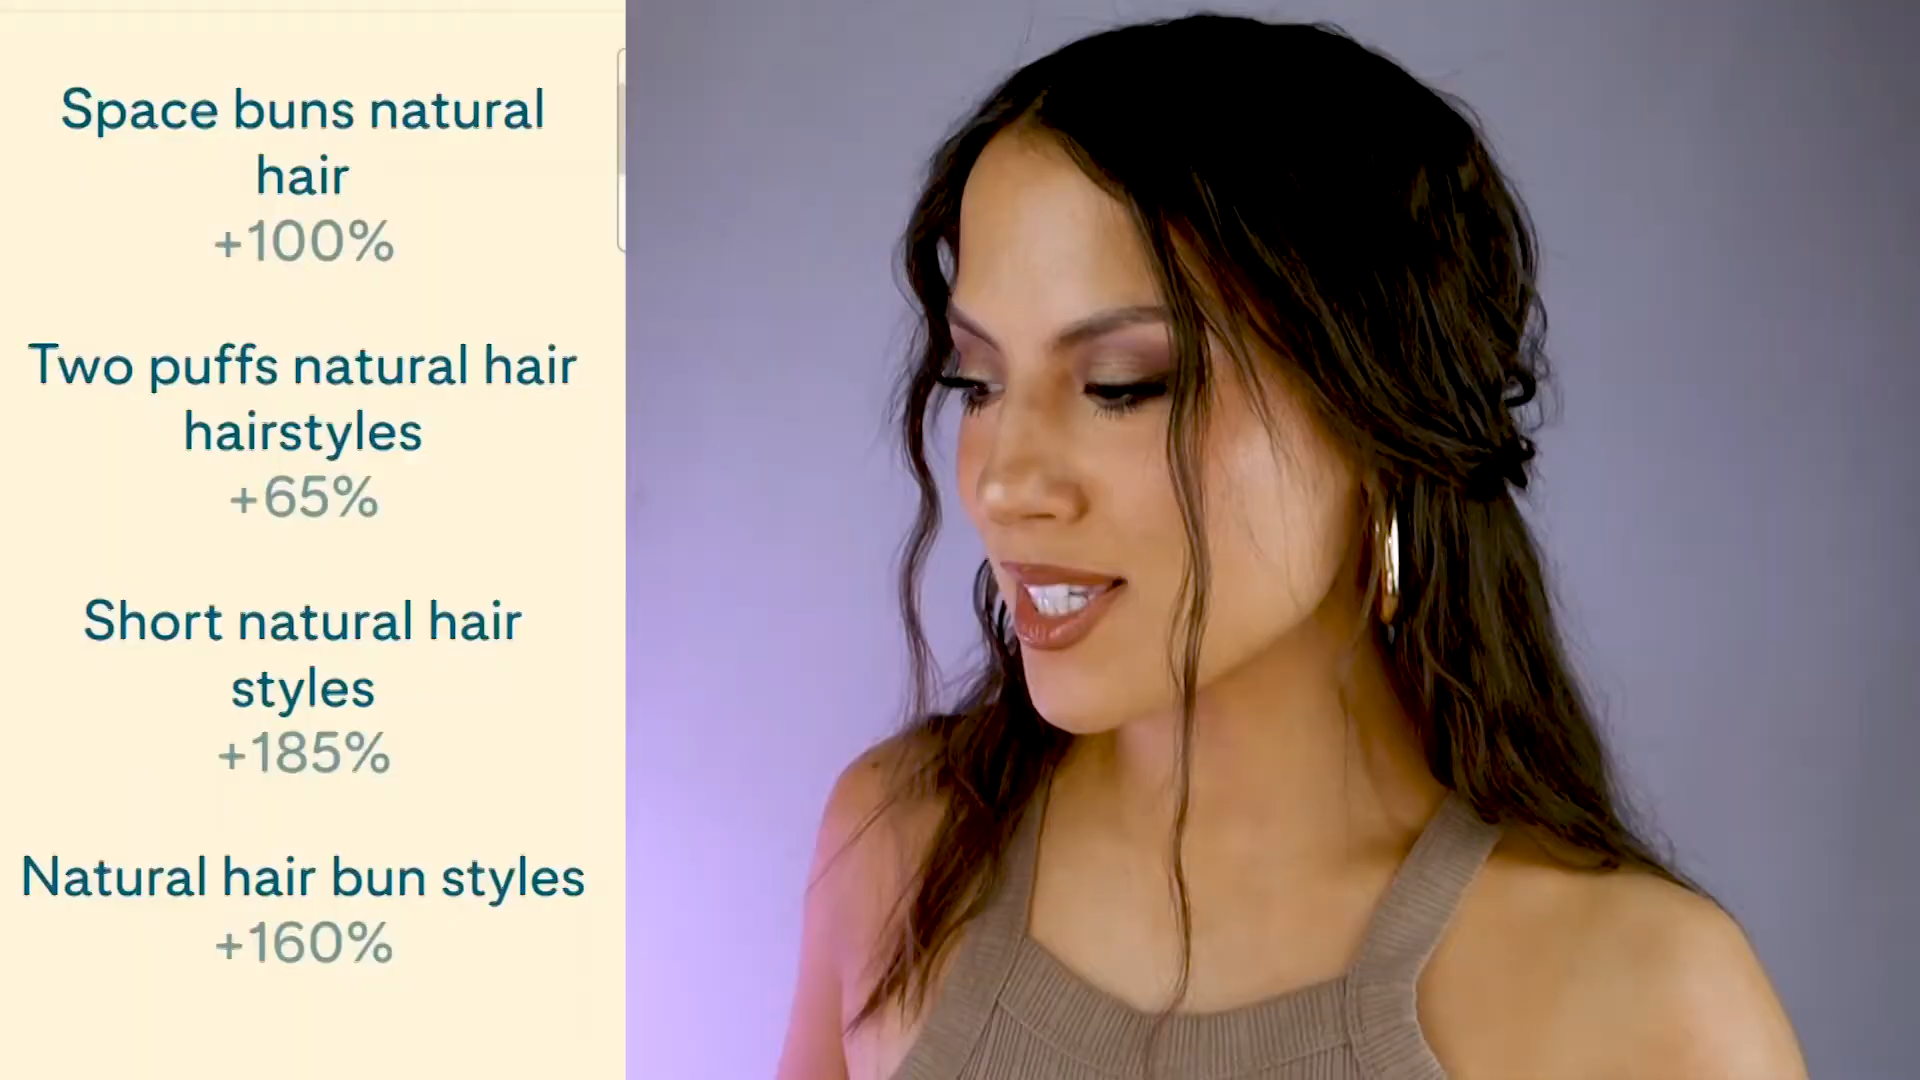 Space buns natural
hair
+100%
Two puffs natural hair
hairstyles
+65%
Short natural hair
styles
+185%
Natural hair bun styles
+160%